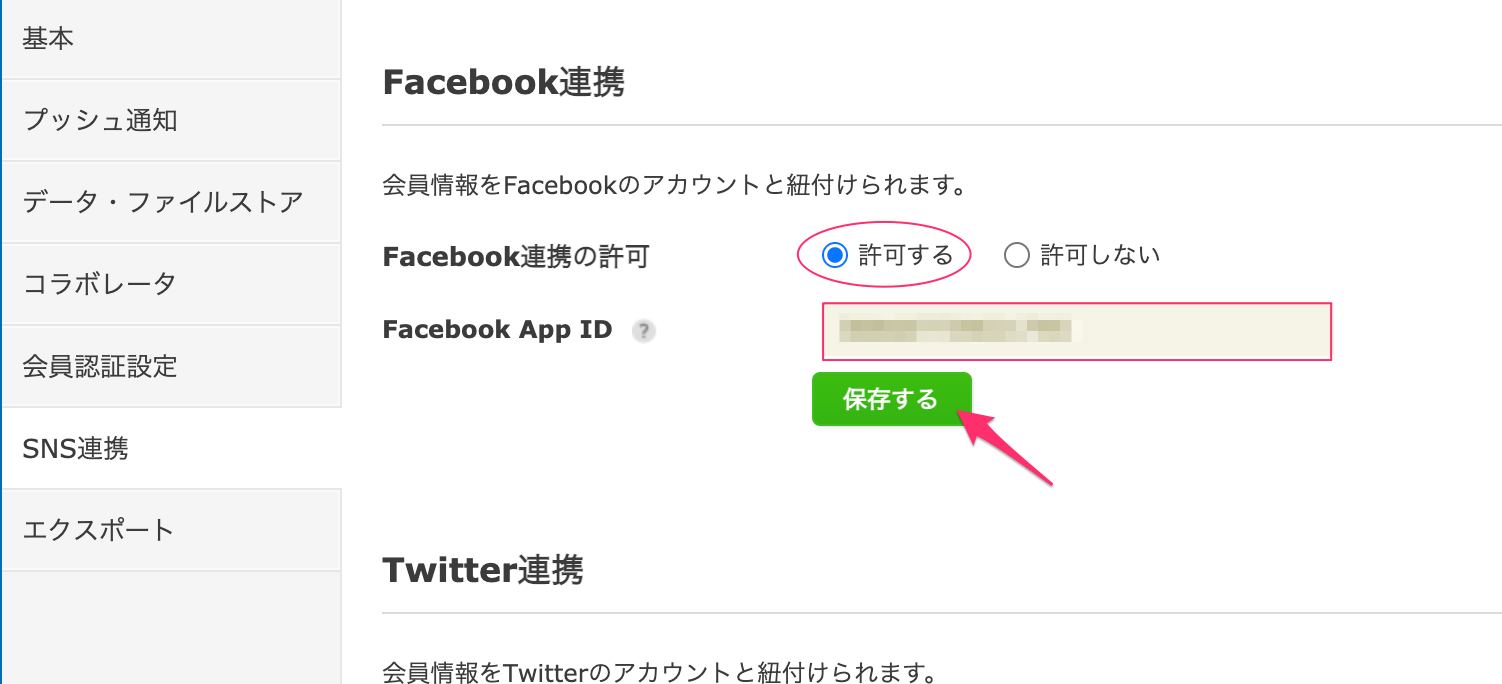 基本
プッシュ通知
データ・ファイルストア
コラボレータ
会員認証設定
SNS連携
エクスポート
Facebook連携
会員情報をFacebookのアカウントと紐付けられます。
Facebook連携の許可 許可する 許可しない
Facebook App ID ?
保存する
Twitter連携
会員情報をTwitterのアカウントと紐付けられます。